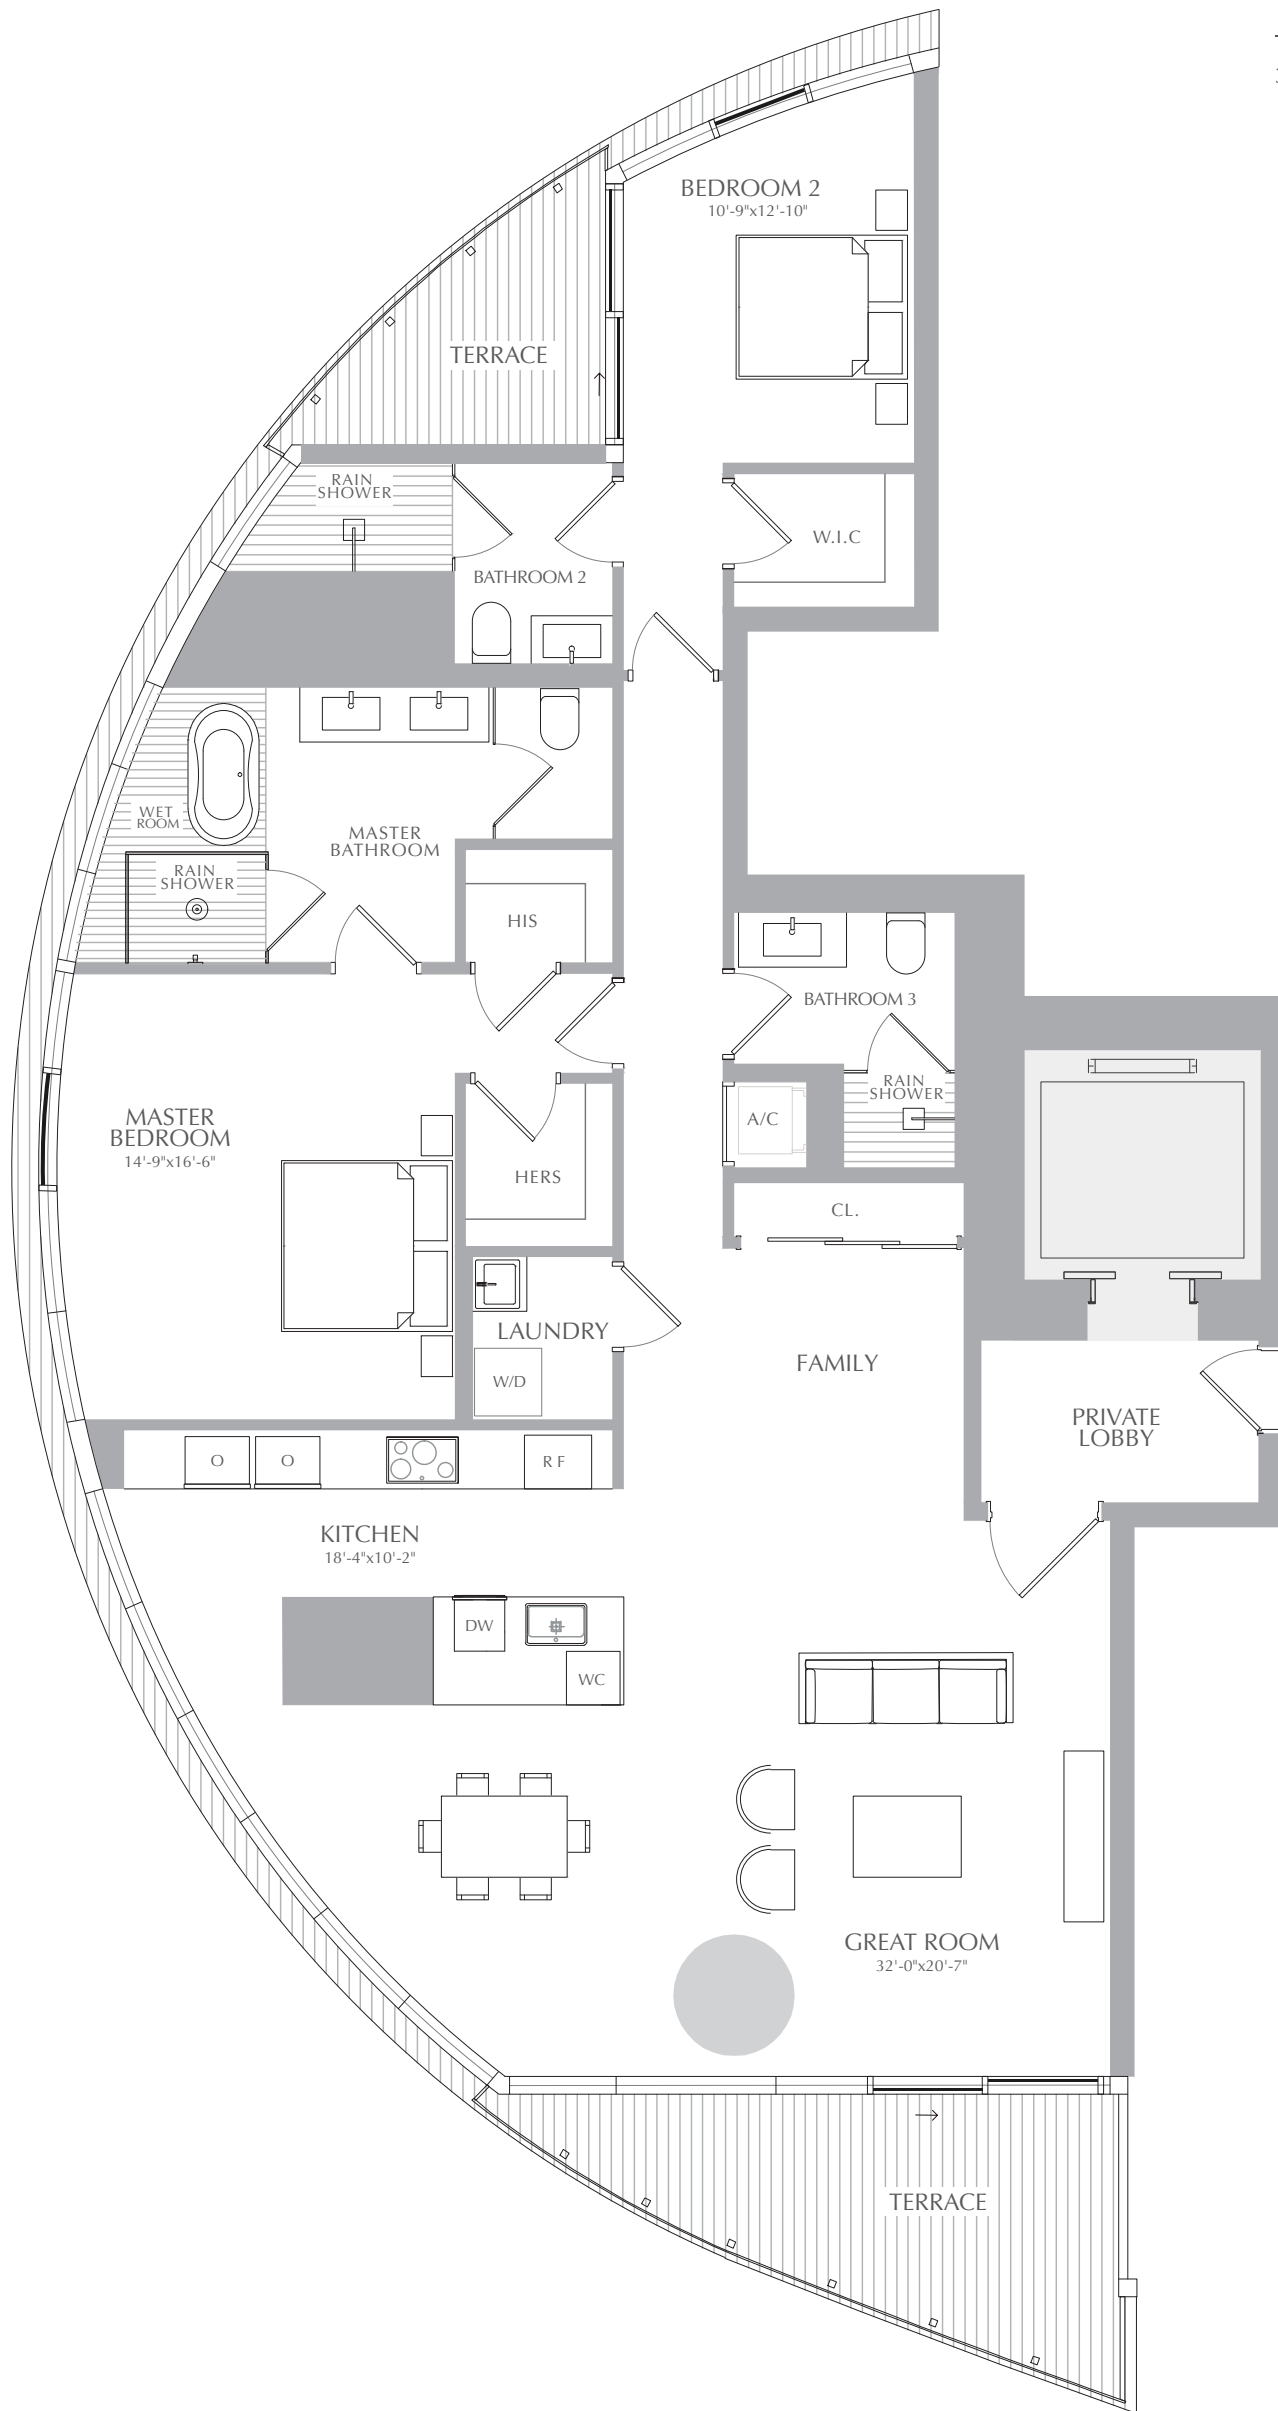 BEDROOM 2
10'-9"x12'-10"
TERRACE
RAIN
SHOWER
W.I.C
BATHROOM 2
WET
ROOM
MASTER
BATHROOM
RAIN
SHOWER
HIS
BATHROOM 3
RAIN
SHOWER
A/C
MASTER
BEDROOM
14'-9"x16'-6"
HERS
CL.
LAUNDRY
W/D
FAMILY
PRIVATE
LOBBY
O
O
R F
KITCHEN
18'-4"x10'-2"
DW
WC
GREAT ROOM
32'-0"x20'-7"
TERRACE